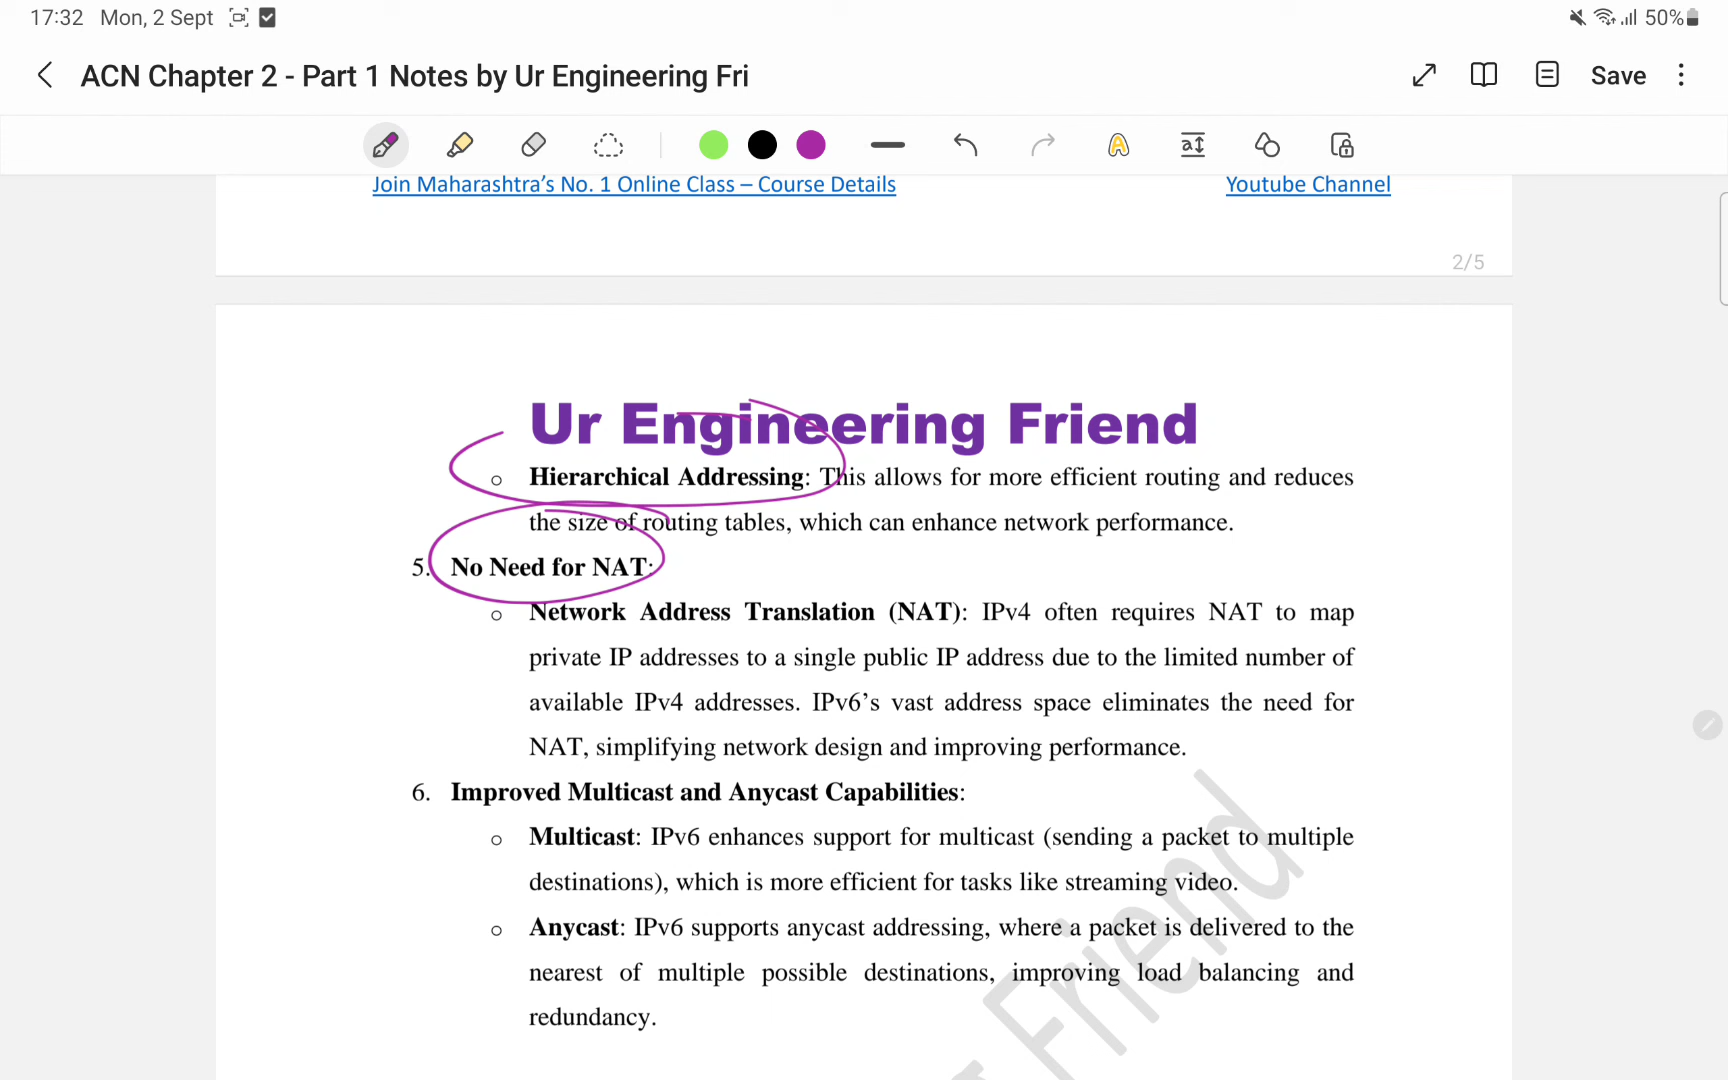 17:32 Mon, 2 Sept
50%
ACN Chapter 2 - Part 1 Notes by Ur Engineering Fri
Save
Join Maharashtra’s No. 1 Online Class – Course Details Youtube Channel
2/5
Ur Engineering Friend
o Hierarchical Addressing: This allows for more efficient routing and reduces
the size of routing tables, which can enhance network performance.
5. No Need for NAT:
o Network Address Translation (NAT): IPv4 often requires NAT to map
private IP addresses to a single public IP address due to the limited number of
available IPv4 addresses. IPv6’s vast address space eliminates the need for
NAT, simplifying network design and improving performance.
6. Improved Multicast and Anycast Capabilities:
o Multicast: IPv6 enhances support for multicast (sending a packet to multiple
destinations), which is more efficient for tasks like streaming video.
o Anycast: IPv6 supports anycast addressing, where a packet is delivered to the
nearest of multiple possible destinations, improving load balancing and
redundancy.
Friend